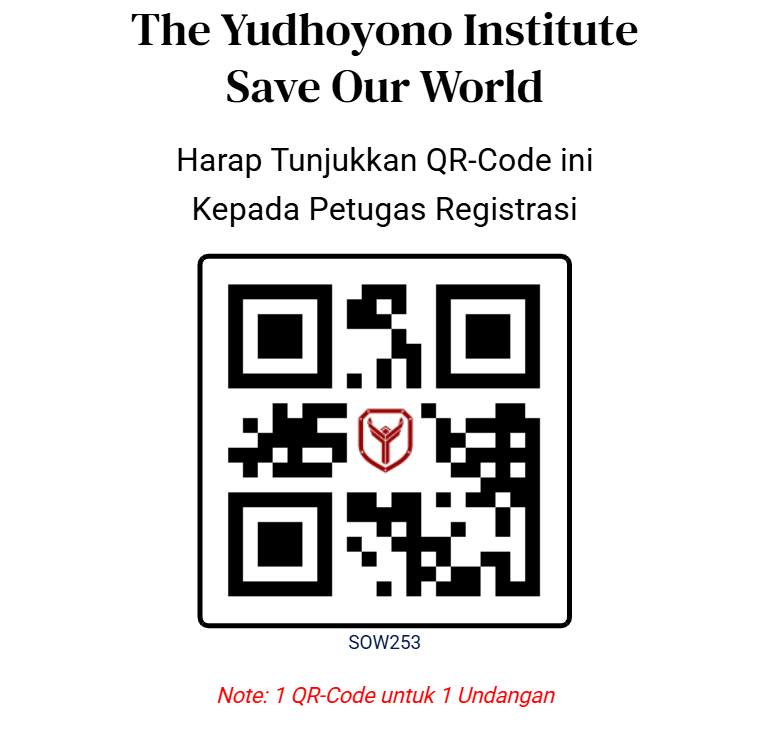 The Yudhoyono Institute
Save Our World
Harap Tunjukkan QR-Code ini
Kepada Petugas Registrasi
SOW253
Note: 1 QR-Code untuk 1 Undangan